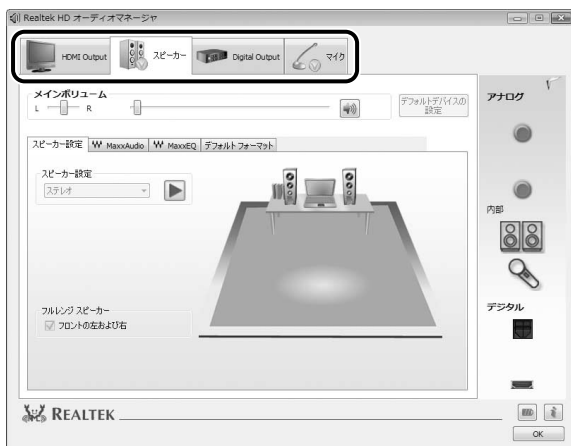 Realtek HD オーディオマネージャ
HDMI Output
スピーカー
Digital Output
マイク
メインボリューム
L
R
デフォルトデバイスの
設定
アナログ
スピーカー設定
MaxxAudio
MaxxEQ
デフォルトフォーマット
スピーカー設定
ステレオ
内部
フルレンジ スピーカー
フロントの左および右
デジタル
REALTEK
OK